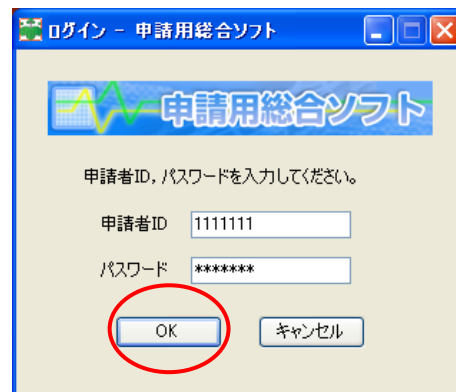 ログイン - 申請用総合ソフト
申請用総合ソフト
申請者ID, パスワードを入力してください。
申請者ID 1111111
パスワード *******
OK キャンセル